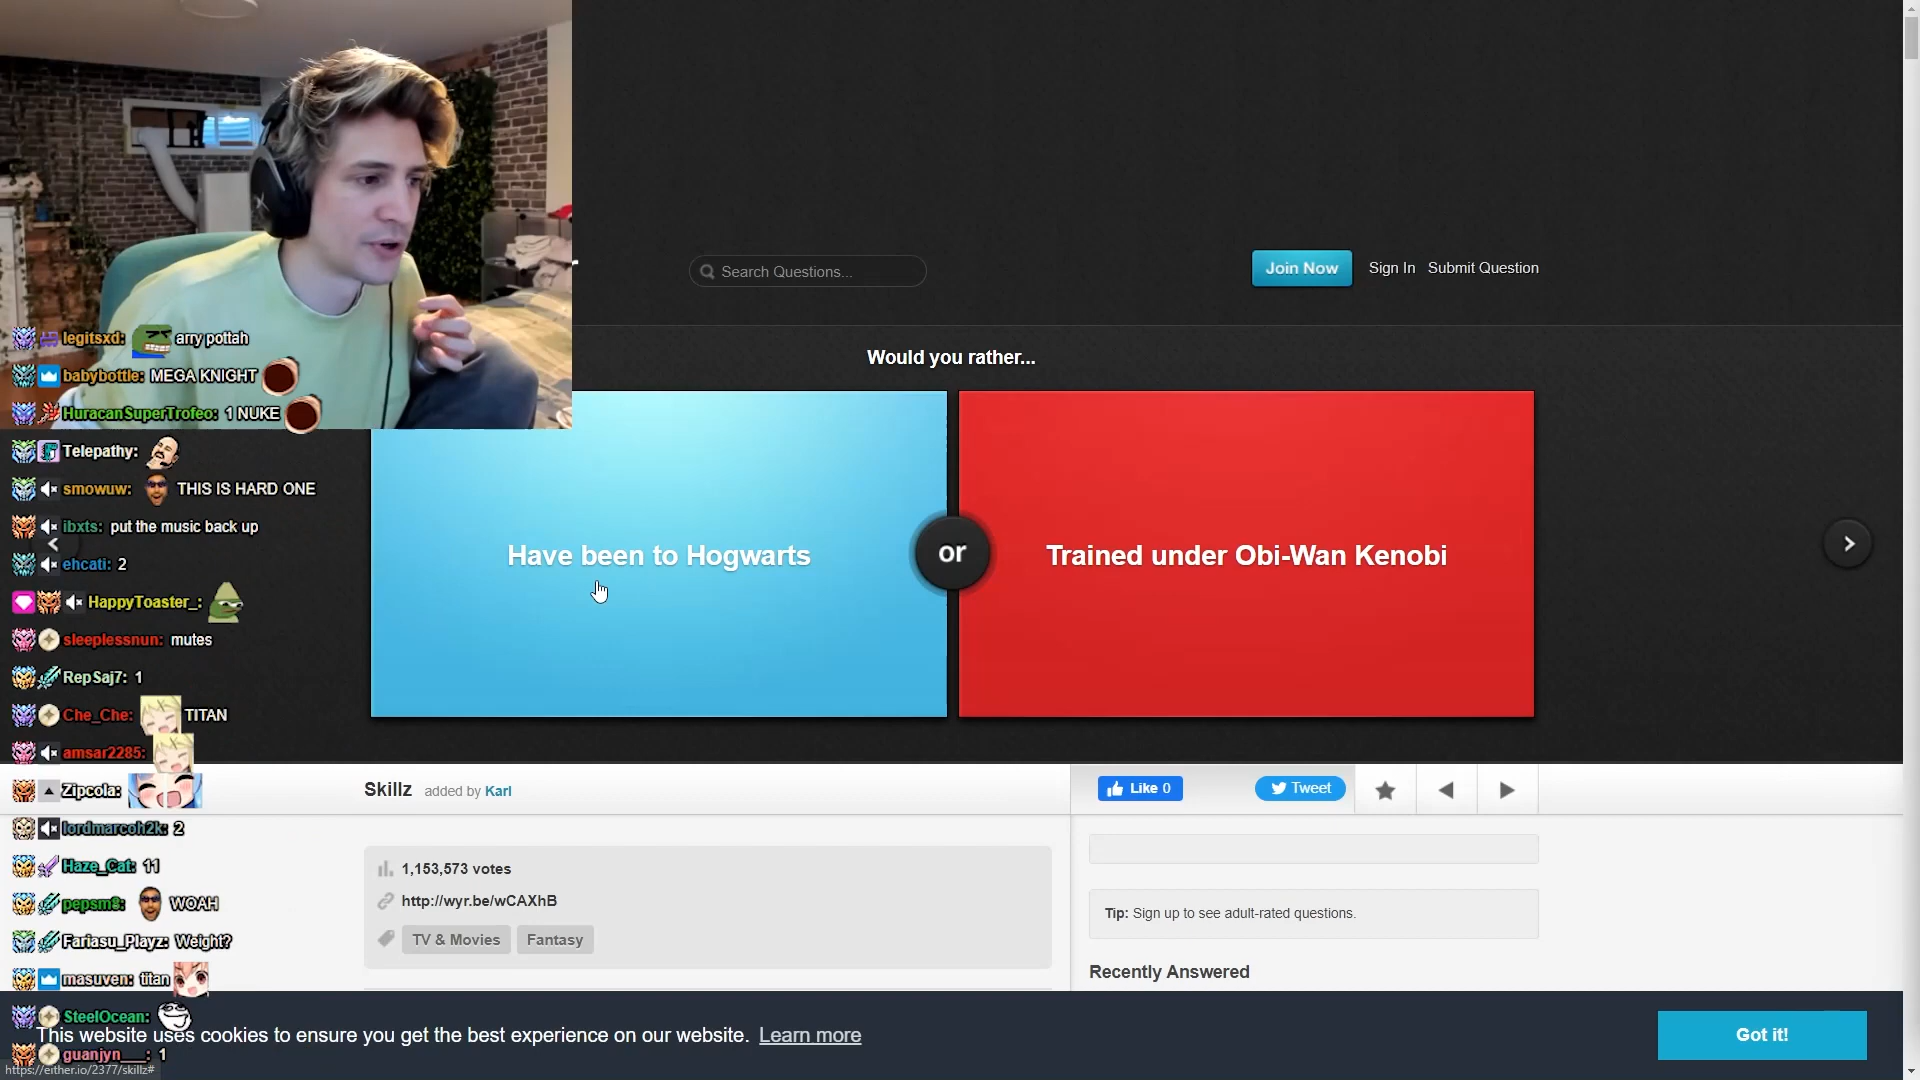 Search Questions...
Join Now
Sign In
Submit Question
legitsxd: arry pottah
babybottle: MEGA KNIGHT
HuracanSuperTrofeo: 1 NUKE
Telepathy:
smowuw: THIS IS HARD ONE
ibxts: put the music back up
ehcati: 2
HappyToaster_:
sleeplessnun: mutes
RepSaj7: 1
Che_Che: TITAN
amsar2285:
Zipcola:
lordmarcoh2k: 2
Haze_Cat: 11
pepsm8: WOAH
Fariasu_Playz: Weight?
masuven: titan
SteelOcean:
guanjyn___: 1
Would you rather...
Have been to Hogwarts
or
Trained under Obi-Wan Kenobi
Skillz added by Karl
Like 0
Tweet
1,153,573 votes
http://wyr.be/wCAXhB
TV & Movies
Fantasy
Tip: Sign up to see adult-rated questions.
Recently Answered
This website uses cookies to ensure you get the best experience on our website. Learn more
Got it!
https://either.io/2377/skillz#